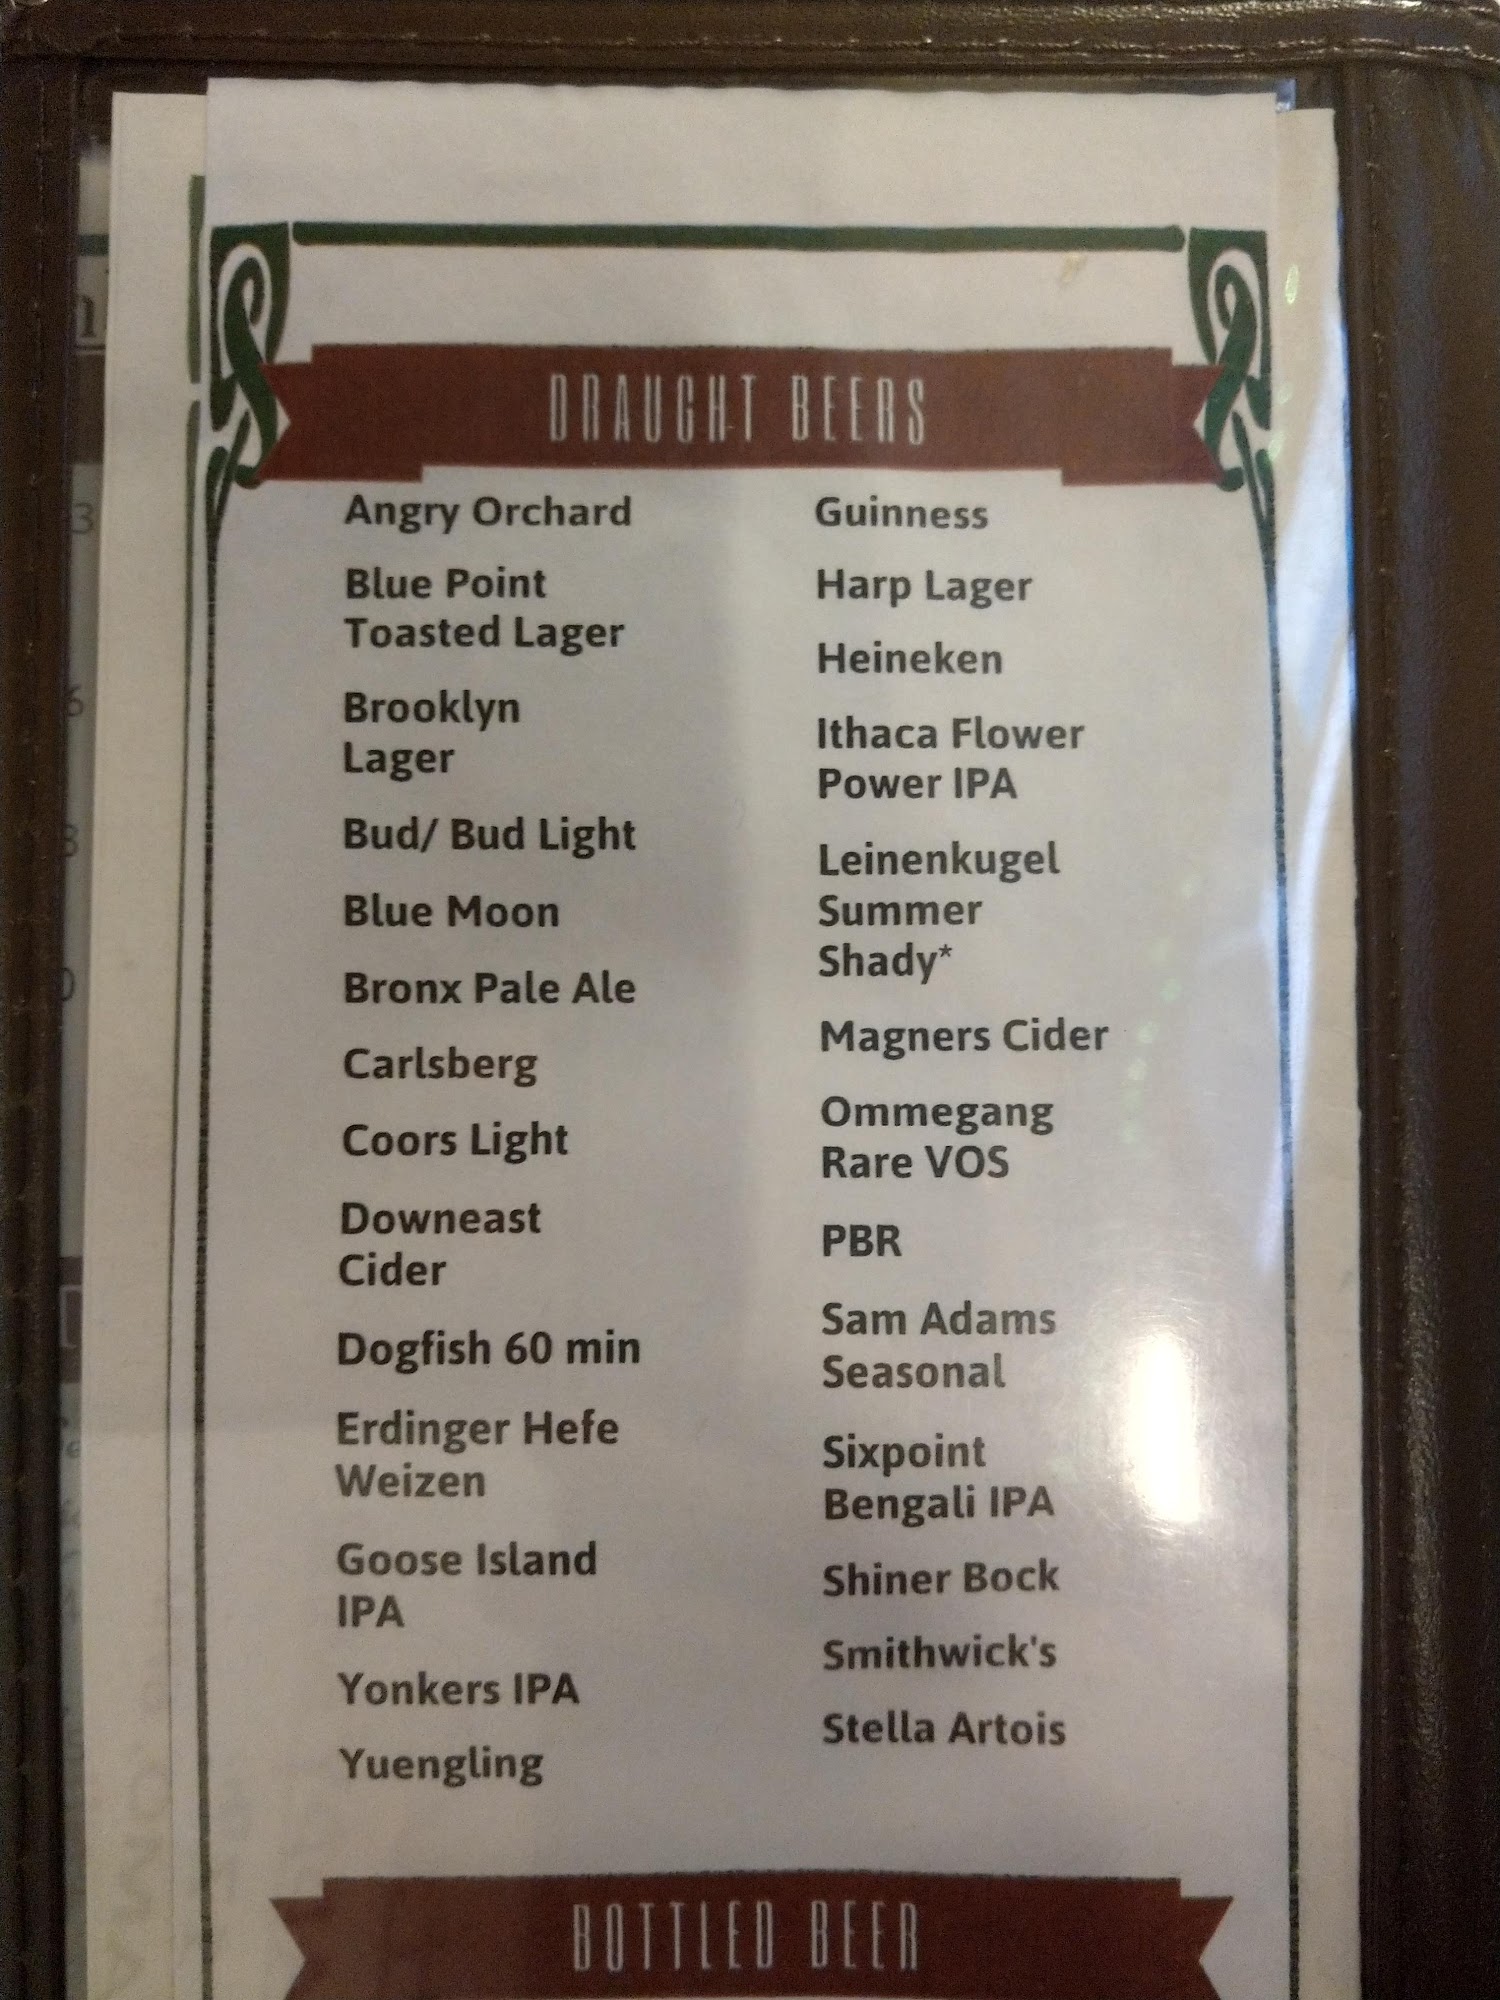 DRAUGHT BEERS
Angry Orchard
Blue Point
Toasted Lager
Brooklyn
Lager
Bud/ Bud Light
Blue Moon
Bronx Pale Ale
Carlsberg
Coors Light
Downeast
Cider
Dogfish 60 min
Erdinger Hefe
Weizen
Goose Island
IPA
Yonkers IPA
Yuengling
Guinness
Harp Lager
Heineken
Ithaca Flower
Power IPA
Leinenkugel
Summer
Shady*
Magners Cider
Ommegang
Rare VOS
PBR
Sam Adams
Seasonal
Sixpoint
Bengali IPA
Shiner Bock
Smithwick's
Stella Artois
BOTTLED BEER